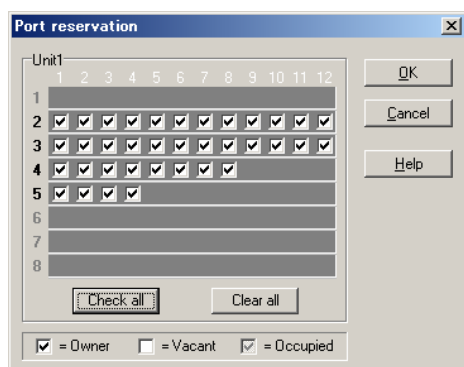 Port reservation
Unit1
1 2 3 4 5 6 7 8 9 10 11 12
1
2
3
4
5
6
7
8
OK
Cancel
Help
Check all Clear all
= Owner = Vacant = Occupied